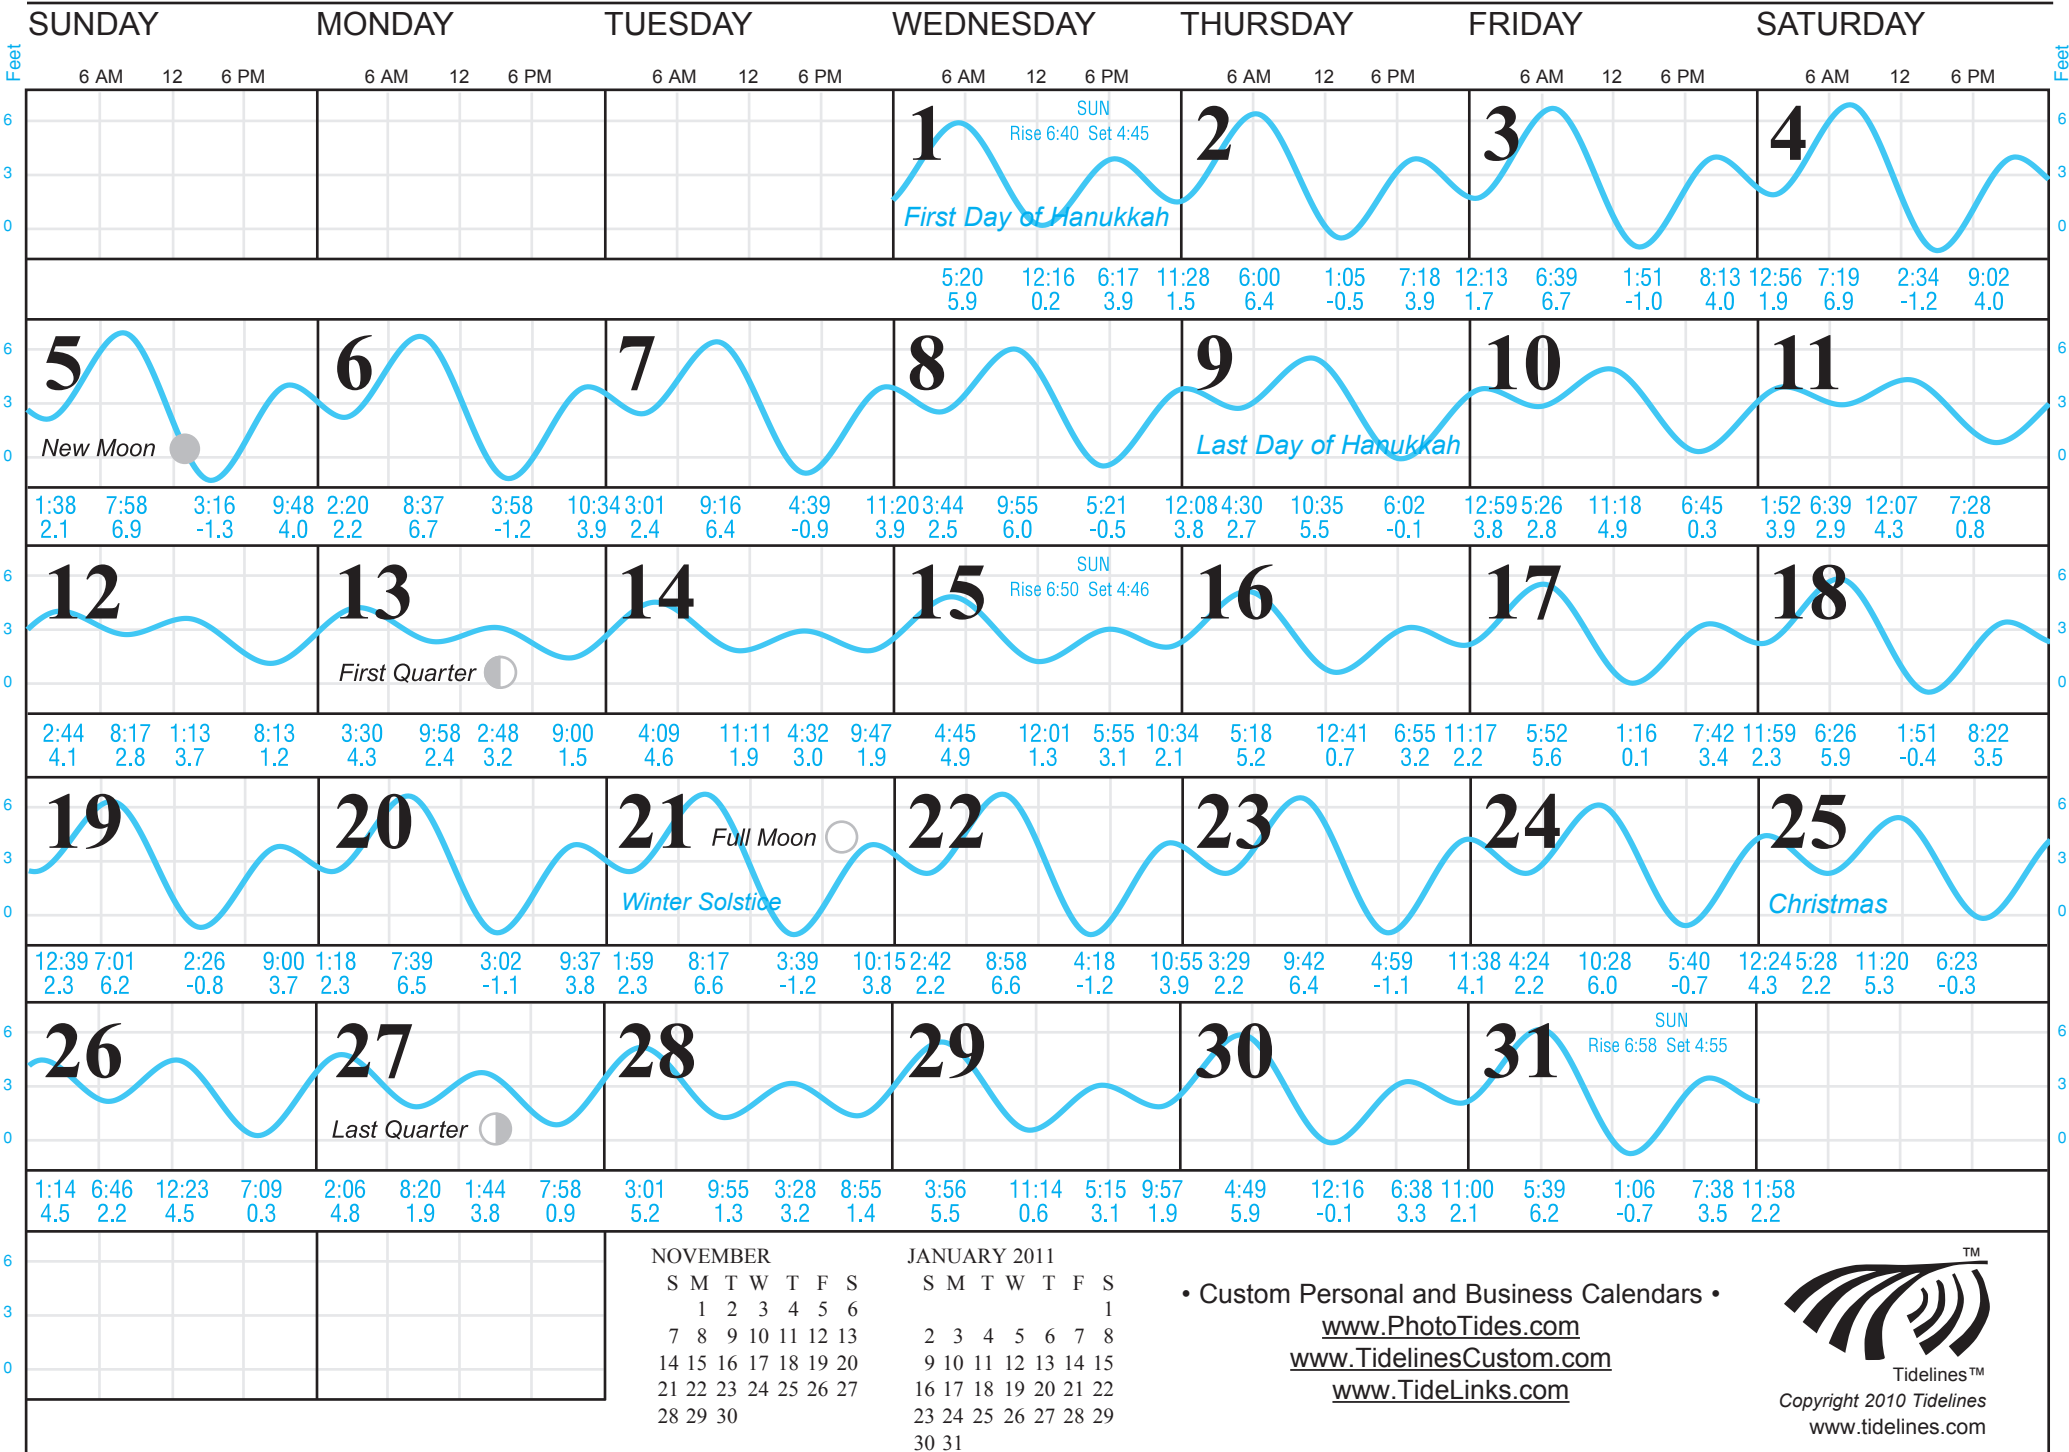 SUNDAY MONDAY TUESDAY WEDNESDAY THURSDAY FRIDAY SATURDAY
Feet 6 AM 12 6 PM 6 AM 12 6 PM 6 AM 12 6 PM 6 AM 12 6 PM 6 AM 12 6 PM 6 AM 12 6 PM 6 AM 12 6 PM Feet
6 1 SUN 2 3 4 6
Rise 6:40 Set 4:45
3 3
First Day of Hanukkah
0 0
5:20 12:16 6:17 11:28 6:00 1:05 7:18 12:13 6:39 1:51 8:13 12:56 7:19 2:34 9:02
5.9 0.2 3.9 1.5 6.4 -0.5 3.9 1.7 6.7 -1.0 4.0 1.9 6.9 -1.2 4.0
6 5 6 7 8 9 10 11 6
3 3
New Moon Last Day of Hanukkah
0 0
1:38 7:58 3:16 9:48 2:20 8:37 3:58 10:34 3:01 9:16 4:39 11:20 3:44 9:55 5:21 12:08 4:30 10:35 6:02 12:59 5:26 11:18 6:45 1:52 6:39 12:07 7:28
2.1 6.9 -1.3 4.0 2.2 6.7 -1.2 3.9 2.4 6.4 -0.9 3.9 2.5 6.0 -0.5 3.8 2.7 5.5 -0.1 3.8 2.8 4.9 0.3 3.9 2.9 4.3 0.8
6 12 13 14 15 SUN 16 17 18 6
Rise 6:50 Set 4:46
3 3
First Quarter
0 0
2:44 8:17 1:13 8:13 3:30 9:58 2:48 9:00 4:09 11:11 4:32 9:47 4:45 12:01 5:55 10:34 5:18 12:41 6:55 11:17 5:52 1:16 7:42 11:59 6:26 1:51 8:22
4.1 2.8 3.7 1.2 4.3 2.4 3.2 1.5 4.6 1.9 3.0 1.9 4.9 1.3 3.1 2.1 5.2 0.7 3.2 2.2 5.6 0.1 3.4 2.3 5.9 -0.4 3.5
6 19 20 21 Full Moon 22 23 24 25 6
3 3
Winter Solstice Christmas
0 0
12:39 7:01 2:26 9:00 1:18 7:39 3:02 9:37 1:59 8:17 3:39 10:15 2:42 8:58 4:18 10:55 3:29 9:42 4:59 11:38 4:24 10:28 5:40 12:24 5:28 11:20 6:23
2.3 6.2 -0.8 3.7 2.3 6.5 -1.1 3.8 2.3 6.6 -1.2 3.8 2.2 6.6 -1.2 3.9 2.2 6.4 -1.1 4.1 2.2 6.0 -0.7 4.3 2.2 5.3 -0.3
6 26 27 28 29 30 31 SUN 6
Rise 6:58 Set 4:55
3 3
Last Quarter
0 0
1:14 6:46 12:23 7:09 2:06 8:20 1:44 7:58 3:01 9:55 3:28 8:55 3:56 11:14 5:15 9:57 4:49 12:16 6:38 11:00 5:39 1:06 7:38 11:58
4.5 2.2 4.5 0.3 4.8 1.9 3.8 0.9 5.2 1.3 3.2 1.4 5.5 0.6 3.1 1.9 5.9 -0.1 3.3 2.1 6.2 -0.7 3.5 2.2
6
3
0
NOVEMBER
S M T W T F S
1 2 3 4 5 6
7 8 9 10 11 12 13
14 15 16 17 18 19 20
21 22 23 24 25 26 27
28 29 30
JANUARY 2011
S M T W T F S
1
2 3 4 5 6 7 8
9 10 11 12 13 14 15
16 17 18 19 20 21 22
23 24 25 26 27 28 29
30 31
• Custom Personal and Business Calendars •
www.PhotoTides.com
www.TidelinesCustom.com
www.TideLinks.com
TM
Tidelines™
Copyright 2010 Tidelines
www.tidelines.com